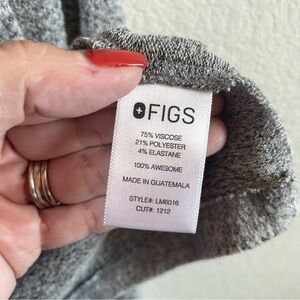 FIGS
75% VISCOSE
21% POLYESTER
4% ELASTANE
100% AWESOME
MADE IN GUATEMALA
STYLE#: LM6016
CUT#: 1212